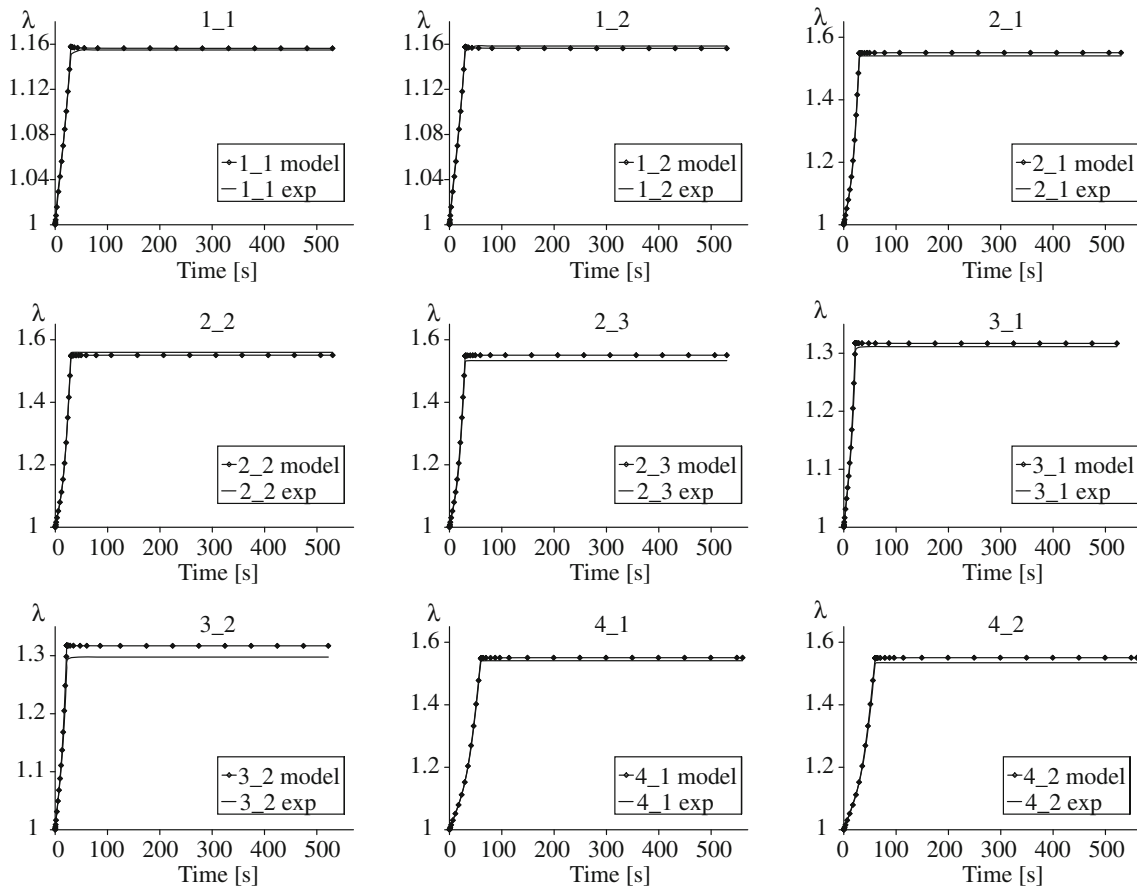 λ 1_1
1.16
1.12
1.08
1.04
1
1_1 model
1_1 exp
0 100 200 300 400 500
Time [s]
λ 1_2
1.16
1.12
1.08
1.04
1
1_2 model
1_2 exp
0 100 200 300 400 500
Time [s]
λ 2_1
1.6
1.4
1.2
1
2_1 model
2_1 exp
0 100 200 300 400 500
Time [s]
λ 2_2
1.6
1.4
1.2
1
2_2 model
2_2 exp
0 100 200 300 400 500
Time [s]
λ 2_3
1.6
1.4
1.2
1
2_3 model
2_3 exp
0 100 200 300 400 500
Time [s]
λ 3_1
1.3
1.2
1.1
1
3_1 model
3_1 exp
0 100 200 300 400 500
Time [s]
λ 3_2
1.3
1.2
1.1
1
3_2 model
3_2 exp
0 100 200 300 400 500
Time [s]
λ 4_1
1.6
1.4
1.2
1
4_1 model
4_1 exp
0 100 200 300 400 500
Time [s]
λ 4_2
1.6
1.4
1.2
1
4_2 model
4_2 exp
0 100 200 300 400 500
Time [s]